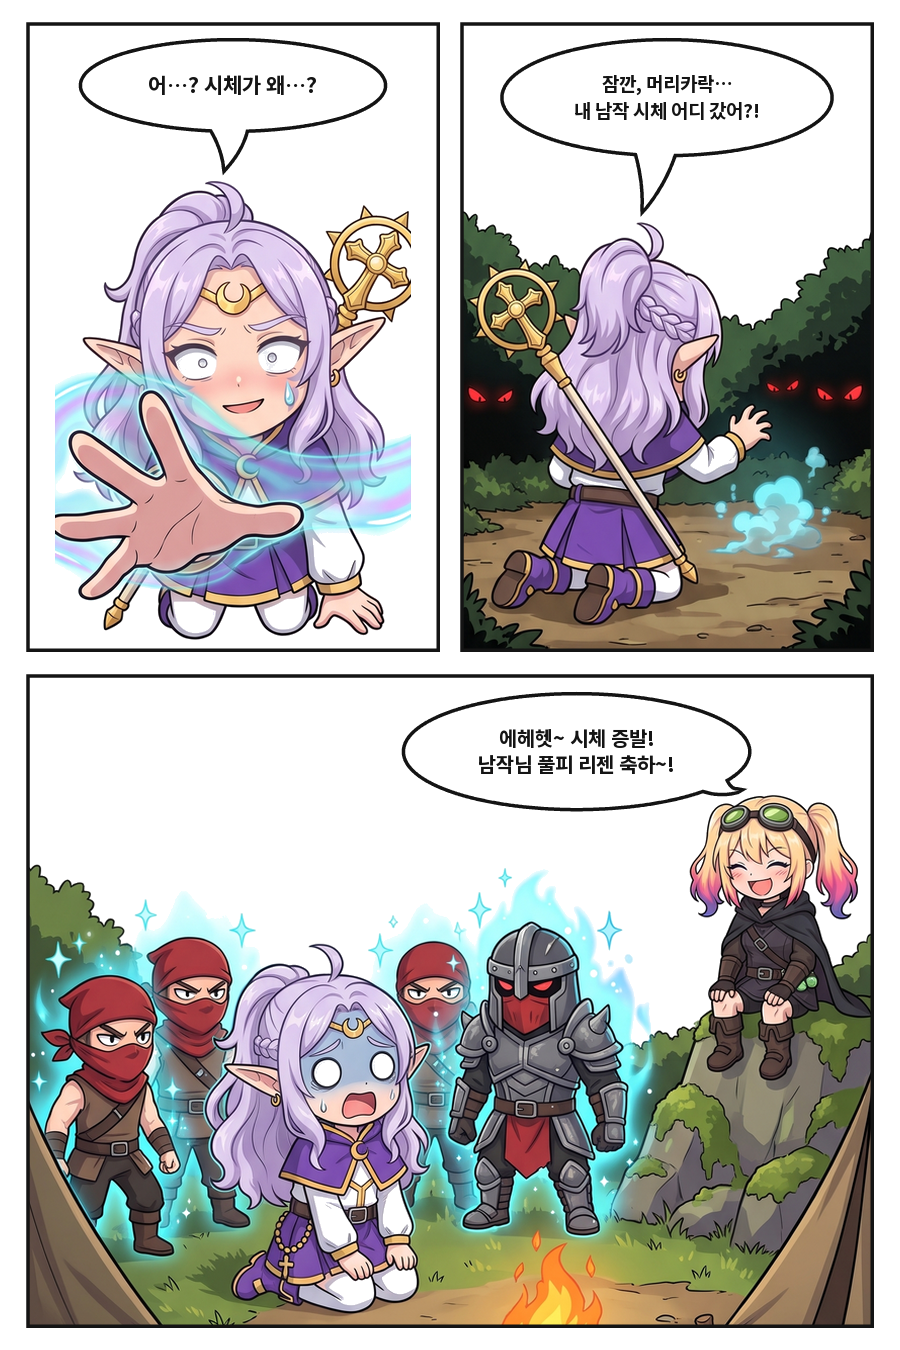 어…? 시체가 왜…?
잠깐, 머리카락…
내 남작 시체 어디 갔어?!
에헤헷~ 시체 증발!
남작님 풀피 리젠 축하~!